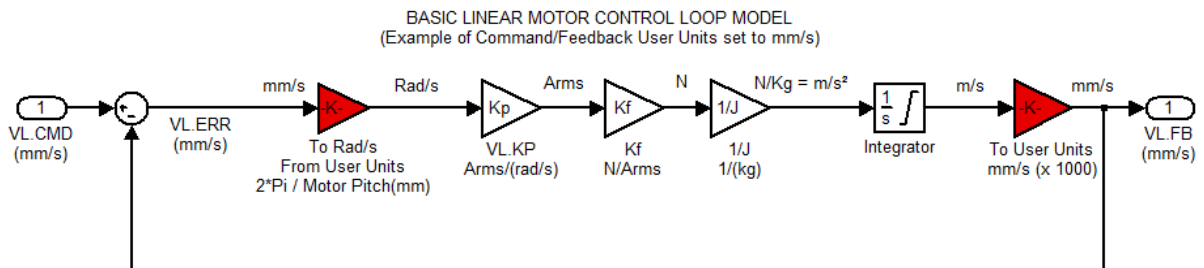 BASIC LINEAR MOTOR CONTROL LOOP MODEL
(Example of Command/Feedback User Units set to mm/s)
mm/s
Rad/s
Arms
N
N/Kg = m/s²
m/s
mm/s
1
VL.CMD
(mm/s)
+
-
VL.ERR
(mm/s)
-K-
To Rad/s
From User Units
2*Pi / Motor Pitch(mm)
Kp
VL.KP
Arms/(rad/s)
Kf
Kf
N/Arms
1/J
1/J
1/(kg)
1
s
Integrator
-K-
To User Units
mm/s (x 1000)
1
VL.FB
(mm/s)